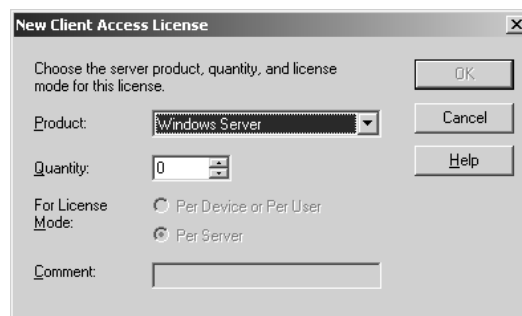 New Client Access License
Choose the server product, quantity, and license
mode for this license.
OK
Product:
Windows Server
Cancel
Quantity:
0
Help
For License
Mode:
Per Device or Per User
Per Server
Comment: